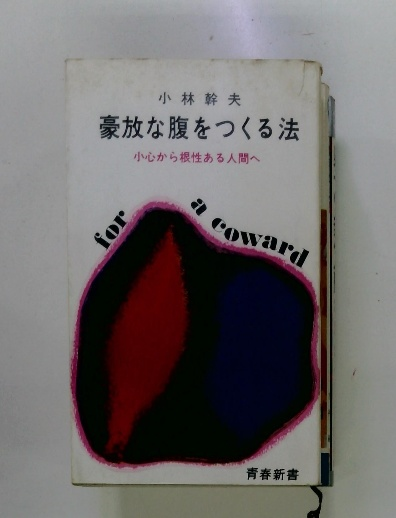 小林幹夫
豪放な腹をつくる法
小心から根性ある人間へ
for a coward
青春新書